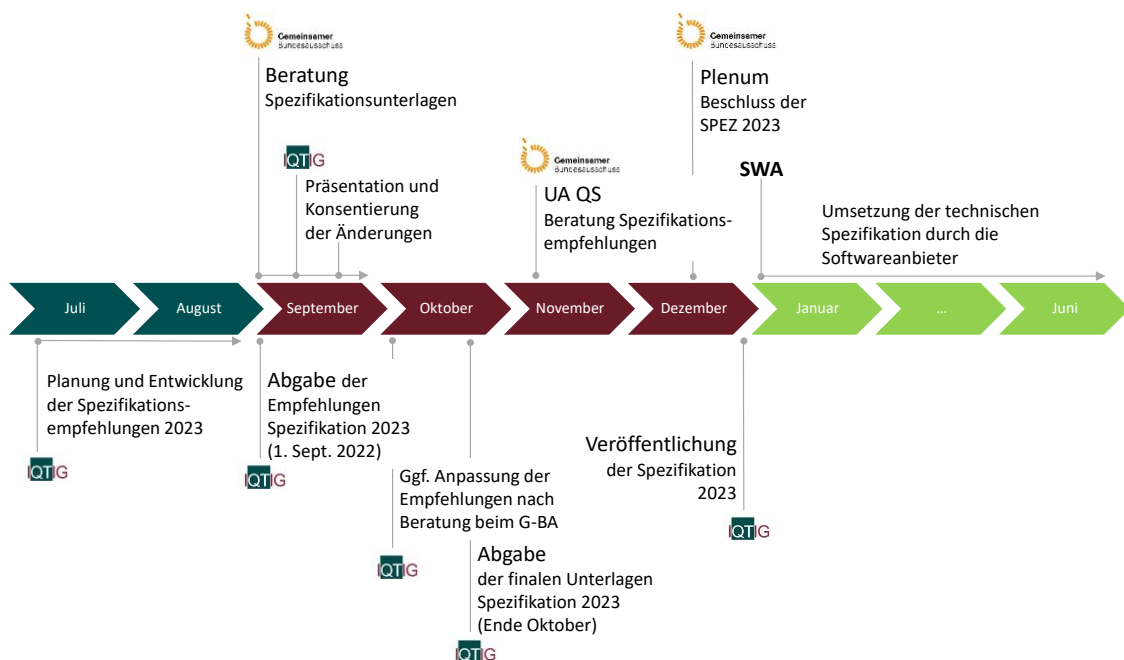 Gemeinsamer
Bundesausschuss
Beratung
Spezifikationsunterlagen
IQTIG
Präsentation und
Konsentierung
der Änderungen
Gemeinsamer
Bundesausschuss
UA QS
Beratung Spezifikations-
empfehlungen
Gemeinsamer
Bundesausschuss
Plenum
Beschluss der
SPEZ 2023
SWA
Umsetzung der technischen
Spezifikation durch die
Softwareanbieter
Juli
August
September
Oktober
November
Dezember
Januar
...
Juni
Planung und Entwicklung
der Spezifikations-
empfehlungen 2023
IQTIG
Abgabe der
Empfehlungen
Spezifikation 2023
(1. Sept. 2022)
IQTIG
Ggf. Anpassung der
Empfehlungen nach
Beratung beim G-BA
IQTIG
Abgabe
der finalen Unterlagen
Spezifikation 2023
(Ende Oktober)
IQTIG
Veröffentlichung
der Spezifikation
2023
IQTIG